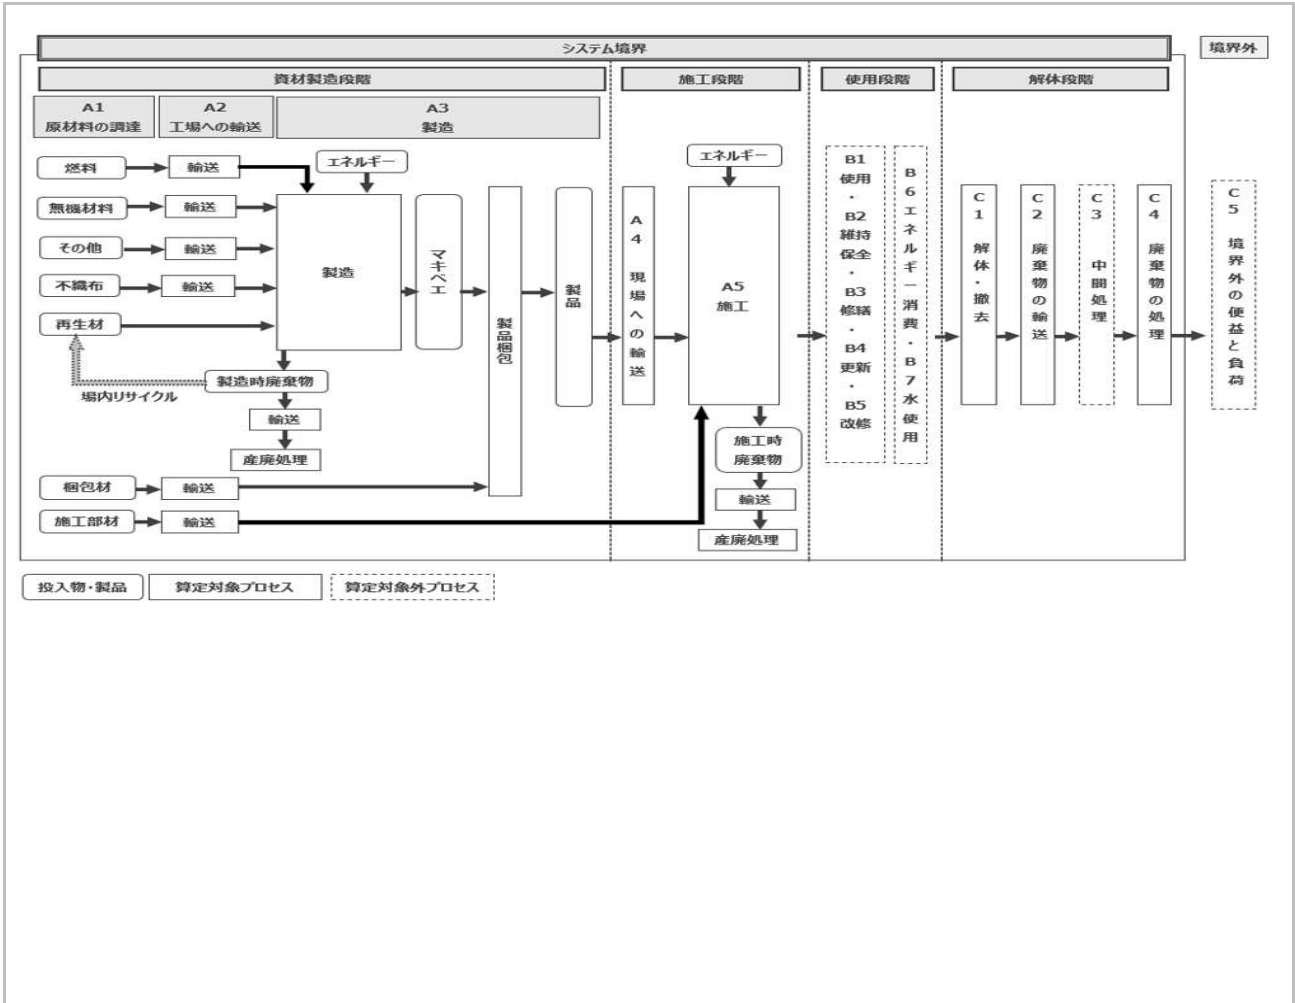 システム境界
境界外
資材製造段階
施工段階
使用段階
解体段階
A1
原材料の調達
A2
工場への輸送
A3
製造
燃料
輸送
エネルギー
無機材料
輸送
その他
輸送
不織布
輸送
再生材
製造
マキベエ
製品梱包
製品
製造時廃棄物
場内リサイクル
輸送
産廃処理
梱包材
輸送
施工部材
輸送
A4 現場への輸送
エネルギー
A5
施工
施工時
廃棄物
輸送
産廃処理
B1
使用
・
B2
維持
保全
・
B3
修繕
・
B4
更新
・
B5
改修
B6エネルギー消費・B7水使用
C1 解体・撤去
C2 廃棄物の輸送
C3 中間処理
C4 廃棄物の処理
C5 境界外の便益と負荷
投入物・製品
算定対象プロセス
算定対象外プロセス